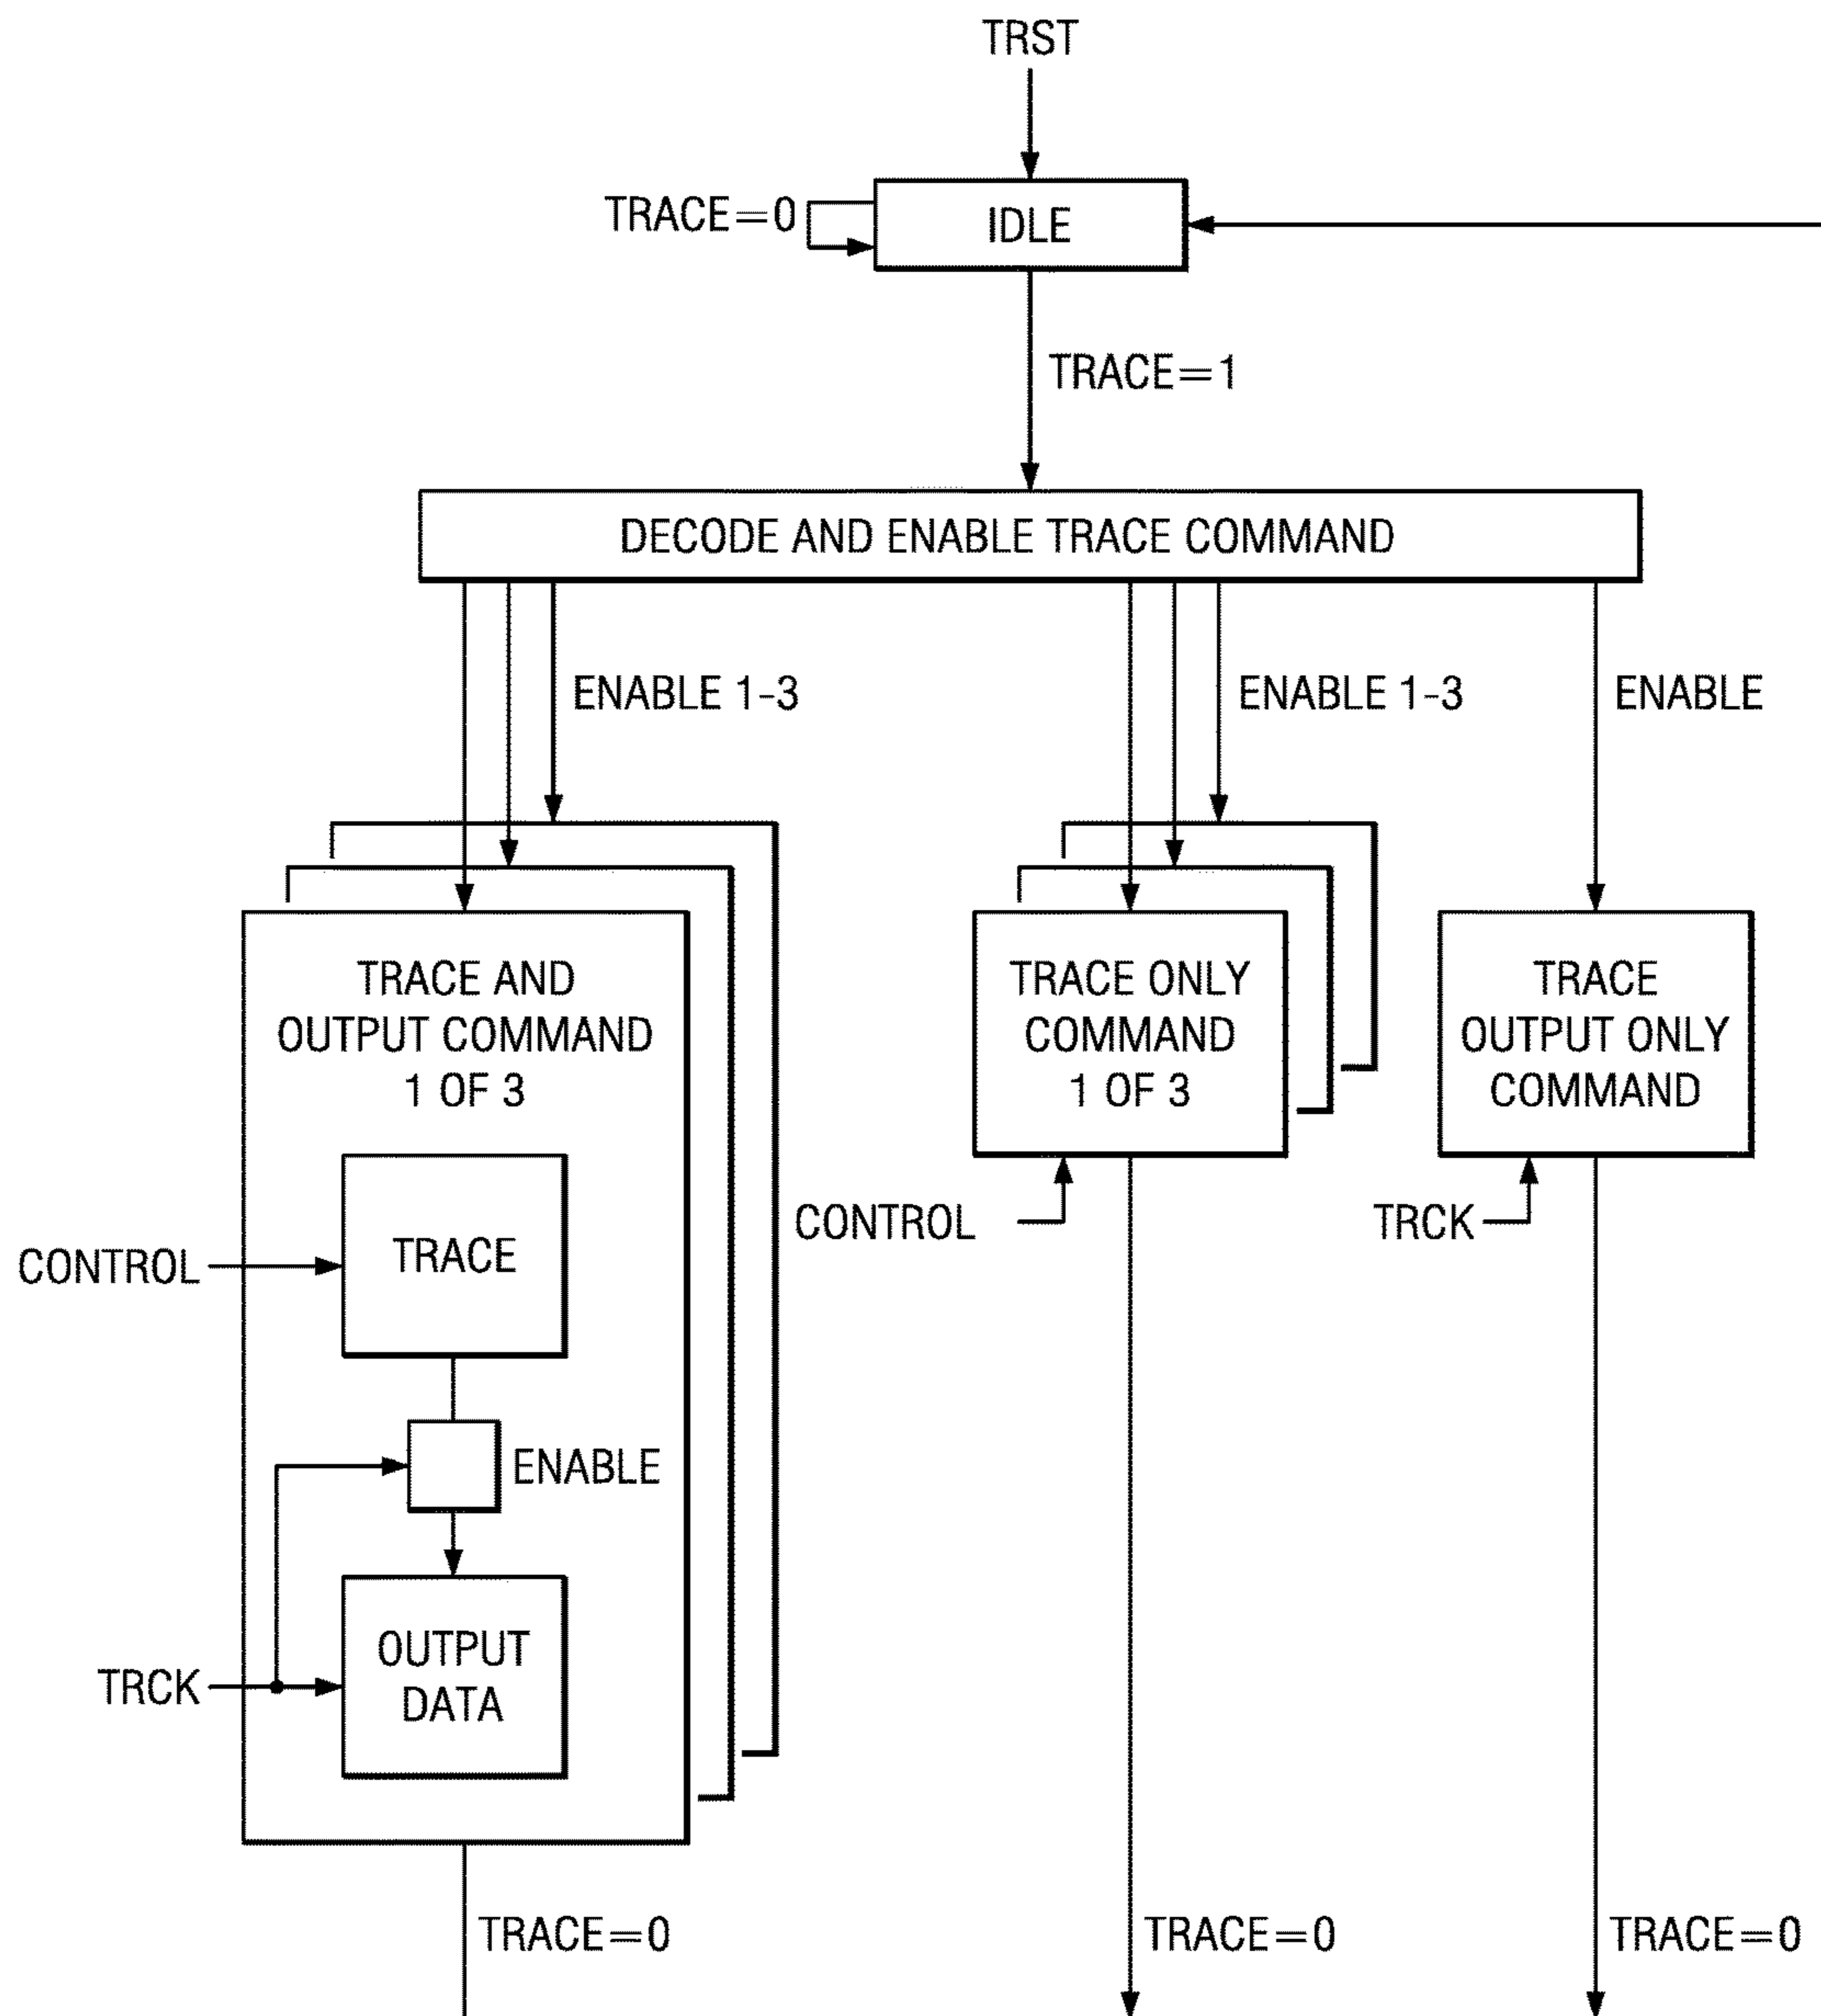 TRST
TRACE=0
IDLE
TRACE=1
DECODE AND ENABLE TRACE COMMAND
ENABLE 1-3
ENABLE 1-3
ENABLE
TRACE AND
OUTPUT COMMAND
1 OF 3
TRACE ONLY
COMMAND
1 OF 3
TRACE
OUTPUT ONLY
COMMAND
CONTROL
TRCK
CONTROL
TRACE
ENABLE
TRCK
OUTPUT
DATA
TRACE=0
TRACE=0
TRACE=0